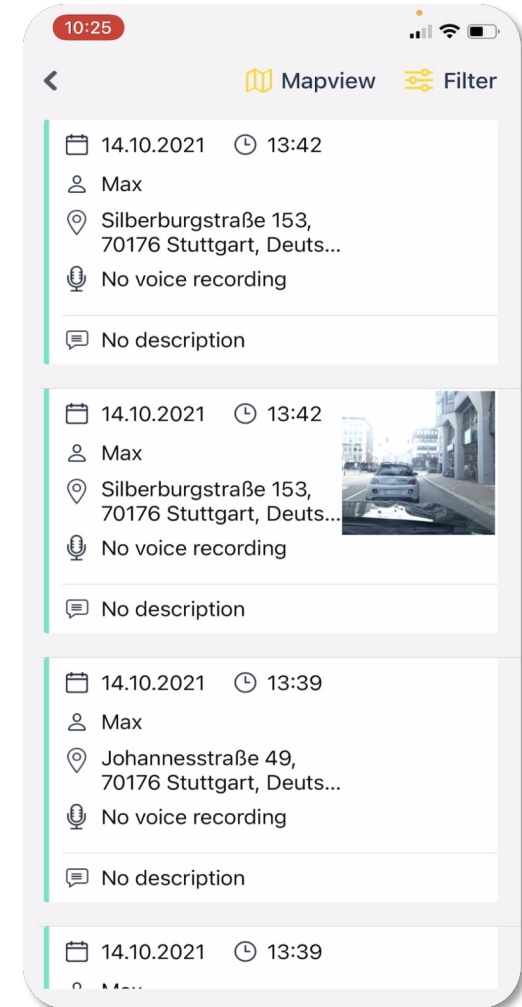 10:25
Mapview Filter
14.10.2021 13:42
Max
Silberburgstraße 153,
70176 Stuttgart, Deuts...
No voice recording
No description
14.10.2021 13:42
Max
Silberburgstraße 153,
70176 Stuttgart, Deuts...
No voice recording
No description
14.10.2021 13:39
Max
Johannesstraße 49,
70176 Stuttgart, Deuts...
No voice recording
No description
14.10.2021 13:39